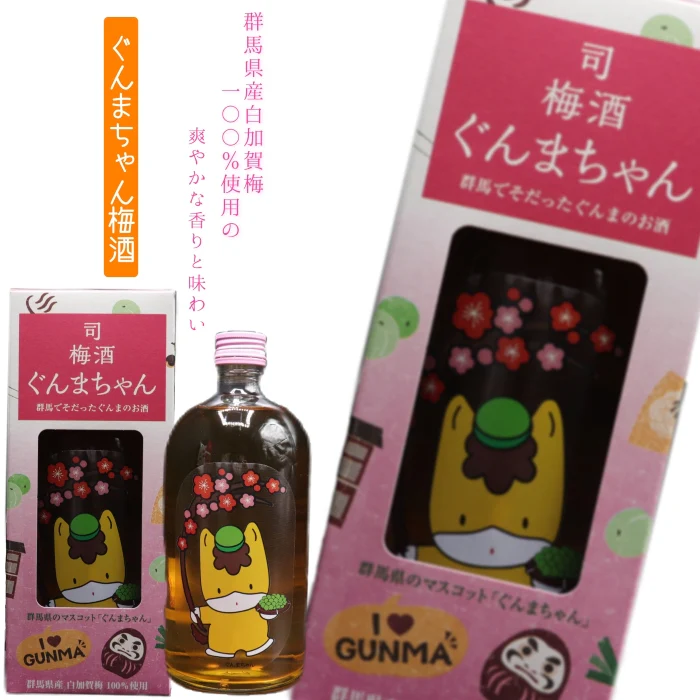 ぐんまちゃん梅酒
群馬県産白加賀梅
一〇〇%使用の
爽やかな香りと味わい
司
梅酒
ぐんまちゃん
群馬でそだったぐんまのお酒
群馬県のマスコット「ぐんまちゃん」
I
GUNMA
群馬県産 白加賀梅 100%使用
司
梅酒
ぐんまちゃん
群馬でそだったぐんまのお酒
群馬県のマスコット「ぐんまちゃん」
I
GUNMA
群馬県産